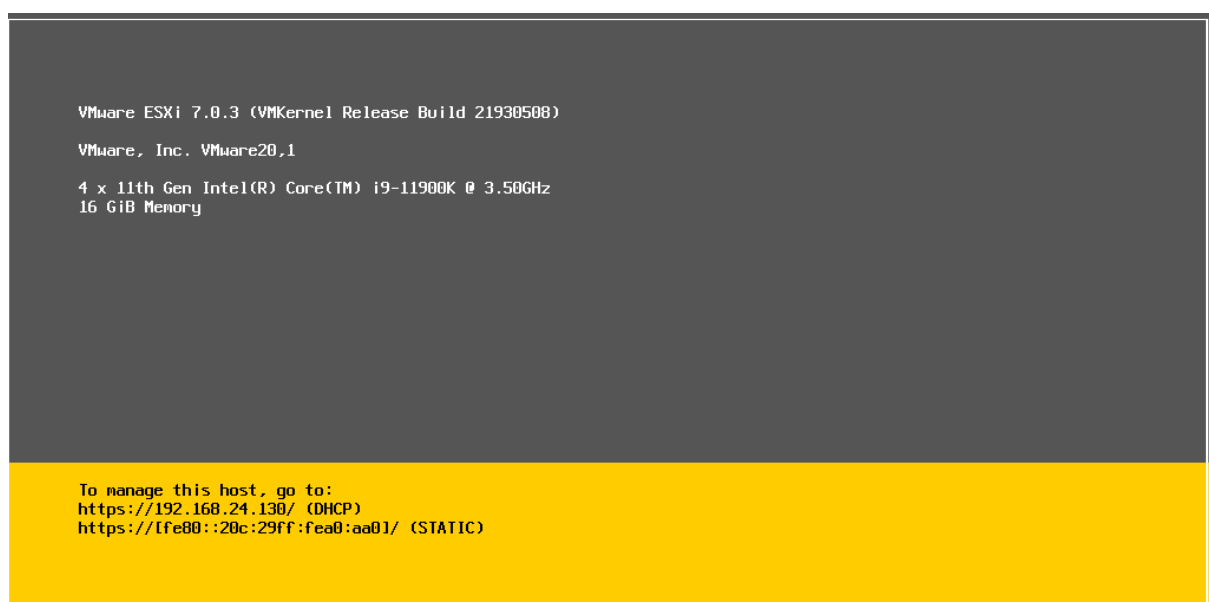 VMware ESXi 7.0.3 (VMKernel Release Build 21930508)
VMware, Inc. VMware20,1
4 x 11th Gen Intel(R) Core(TM) i9-11900K @ 3.50GHz
16 GiB Memory
To manage this host, go to:
https://192.168.24.130/ (DHCP)
https://[fe80::20c:29ff:fea0:aa0]/ (STATIC)